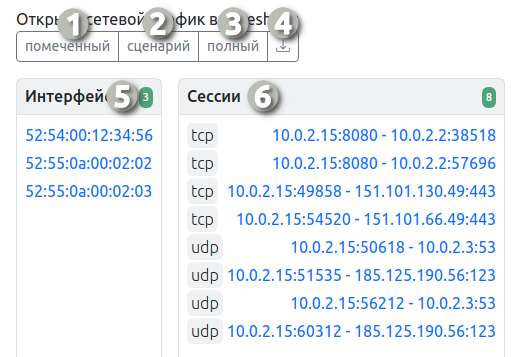 Откры сетевой фик в esh
1 2 3 4
помеченный сценарий полный
Интерфей 5 3
52:54:00:12:34:56
52:55:0a:00:02:02
52:55:0a:00:02:03
Сессии 6 8
tcp 10.0.2.15:8080 - 10.0.2.2:38518
tcp 10.0.2.15:8080 - 10.0.2.2:57696
tcp 10.0.2.15:49858 - 151.101.130.49:443
tcp 10.0.2.15:54520 - 151.101.66.49:443
udp 10.0.2.15:50618 - 10.0.2.3:53
udp 10.0.2.15:51535 - 185.125.190.56:123
udp 10.0.2.15:56212 - 10.0.2.3:53
udp 10.0.2.15:60312 - 185.125.190.56:123